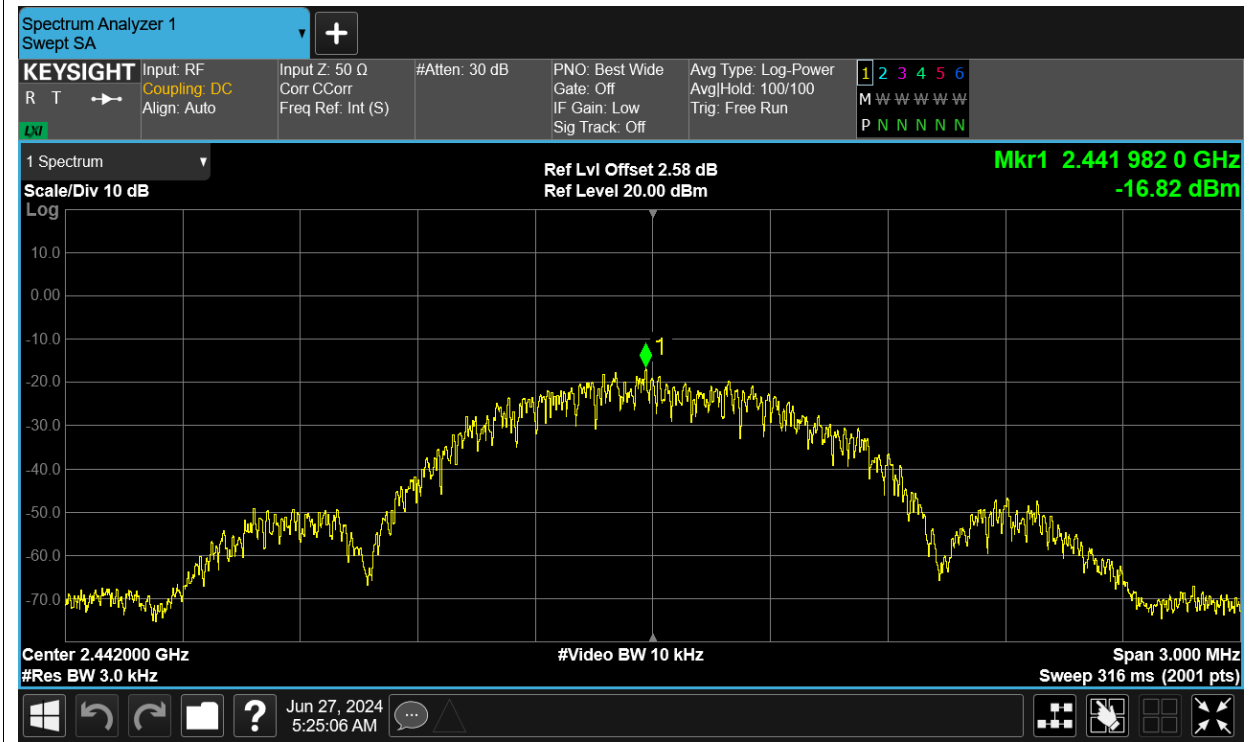 Spectrum Analyzer 1
Swept SA
KEYSIGHT
R T
LXI
Input: RF
Coupling: DC
Align: Auto
Input Z: 50 Ω
Corr CCorr
Freq Ref: Int (S)
#Atten: 30 dB
PNO: Best Wide
Gate: Off
IF Gain: Low
Sig Track: Off
Avg Type: Log-Power
Avg|Hold: 100/100
Trig: Free Run
1 2 3 4 5 6
M W W W W W
P N N N N N
1 Spectrum
Scale/Div 10 dB
Log
Ref Lvl Offset 2.58 dB
Ref Level 20.00 dBm
Mkr1 2.441 982 0 GHz
-16.82 dBm
10.0
0.00
-10.0
1
-20.0
-30.0
-40.0
-50.0
-60.0
-70.0
Center 2.442000 GHz
#Res BW 3.0 kHz
#Video BW 10 kHz
Span 3.000 MHz
Sweep 316 ms (2001 pts)
?
Jun 27, 2024
5:25:06 AM